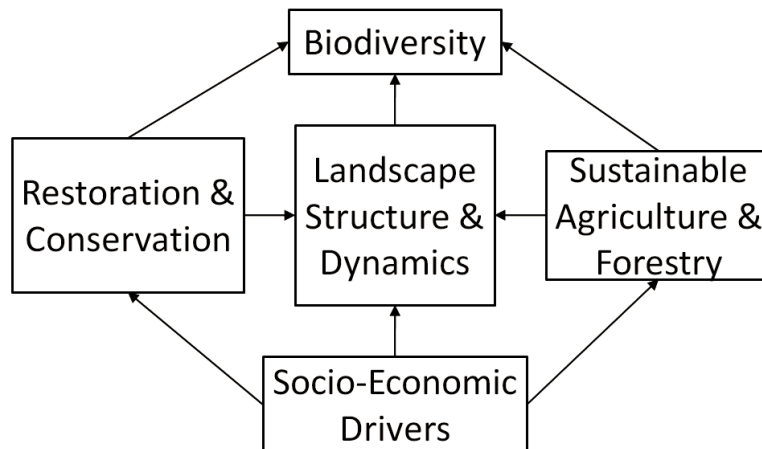 Biodiversity
Restoration &
Conservation
Landscape
Structure &
Dynamics
Sustainable
Agriculture &
Forestry
Socio-Economic
Drivers